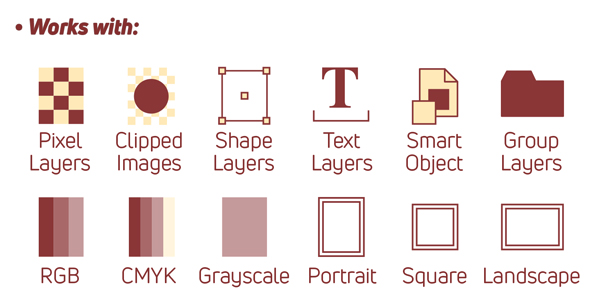 • Works with:
Pixel Layers
Clipped Images
Shape Layers
T
Text Layers
Smart Object
Group Layers
RGB
CMYK
Grayscale
Portrait
Square
Landscape